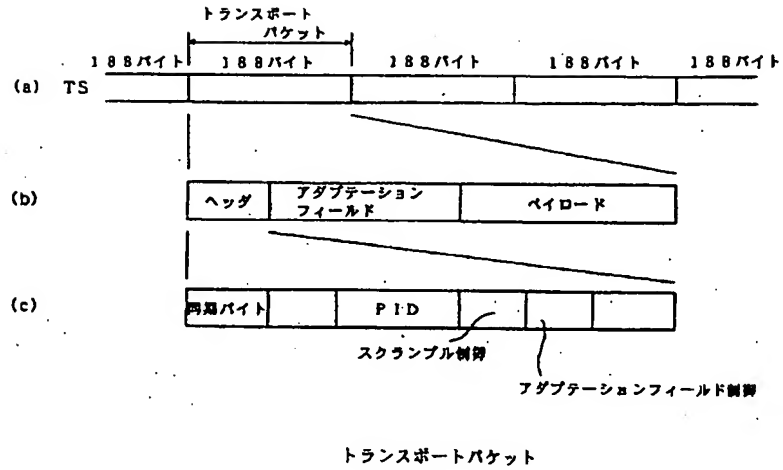 トランスポート
パケット
188バイト 188バイト 188バイト 188バイト 188バイト
(a) TS
(b) ヘッダ アダプテーション
フィールド ペイロード
(c) 同期バイト PID
スクランブル制御
アダプテーションフィールド制御
トランスポートパケット